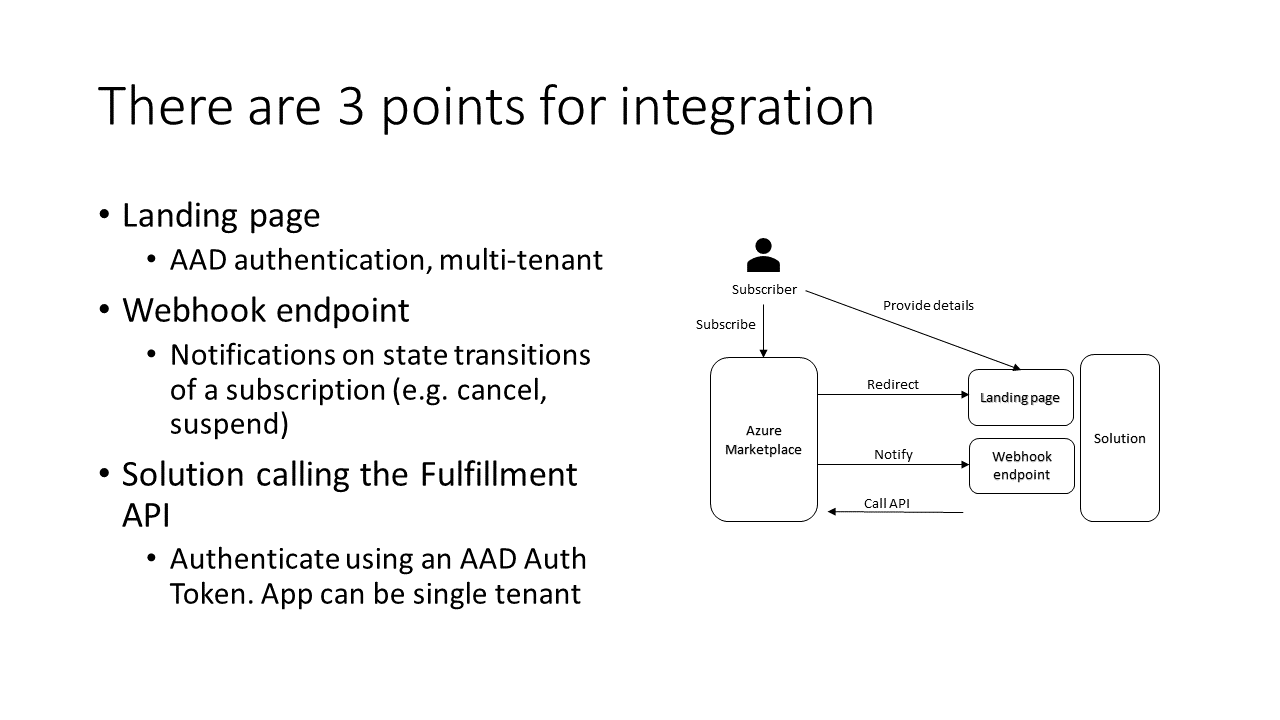 There are 3 points for integration
• Landing page
• AAD authentication, multi-tenant
• Webhook endpoint
• Notifications on state transitions
of a subscription (e.g. cancel,
suspend)
• Solution calling the Fulfillment
API
• Authenticate using an AAD Auth
Token. App can be single tenant
Subscriber
Provide details
Subscribe
Redirect
Landing page
Azure
Marketplace
Solution
Notify
Webhook
endpoint
Call API